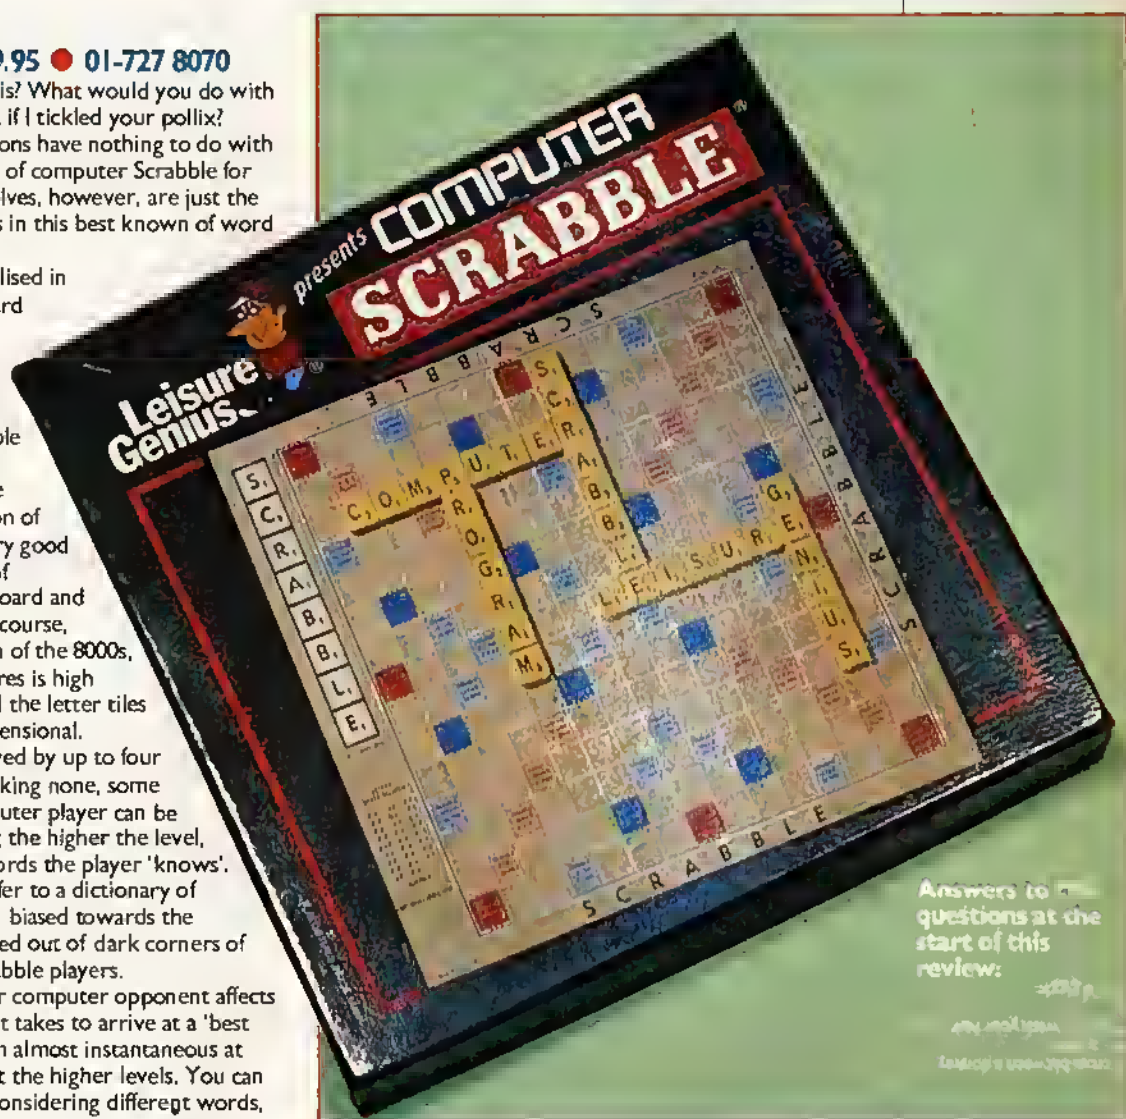 9.95 ● 01-727 8070
is? What would you do with
if I tickled your pollix?
ons have nothing to do with
of computer Scrabble for
lves, however, are just the
s in this best known of word
lised in
rd
ble
e
on of
ry good
of
oard and
course,
n of the 8000s,
res is high
l the letter tiles
ensional.
yed by up to four
king none, some
uter player can be
g the higher the level,
ords the player 'knows'.
fer to a dictionary of
biased towards the
ed out of dark corners of
bble players.
r computer opponent affects
t takes to arrive at a 'best
n almost instantaneous at
t the higher levels. You can
onsidering different words,
Leisure
Genius
presents COMPUTER
SCRABBLE
SCRABBLE
SCRABBLE
SCRABBLE
SCRABBLE
SCRABBLE
COMPUTER
PROGRAM
LEISURE
GENIUS
Answers to
questions at the
start of this
review: